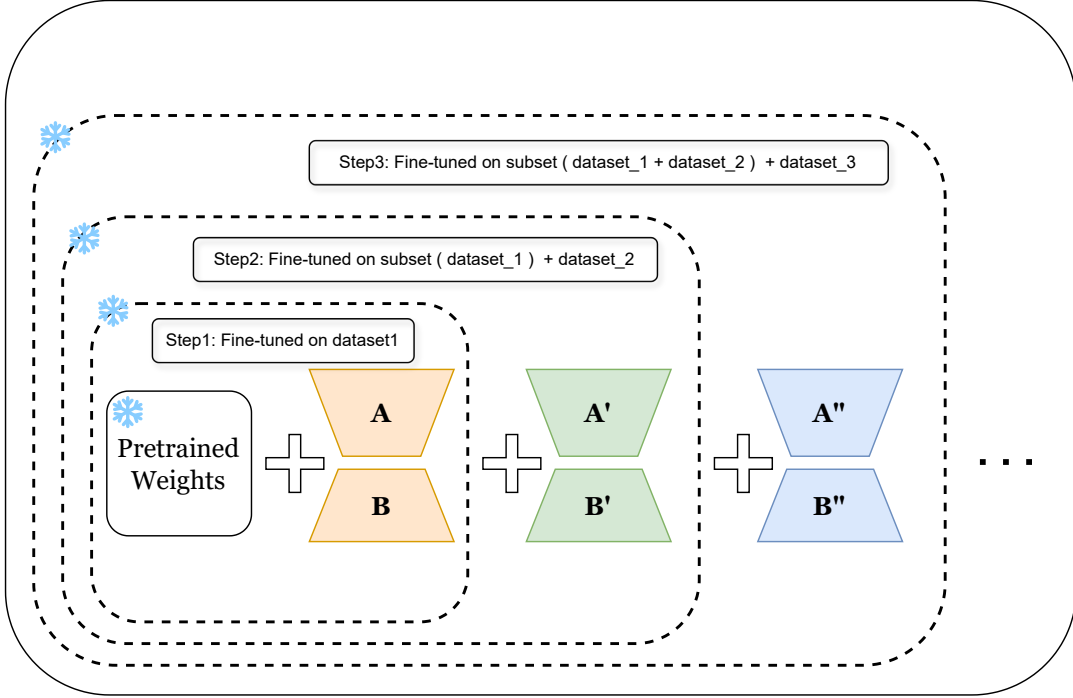 Step3: Fine-tuned on subset ( dataset_1 + dataset_2 ) + dataset_3
Step2: Fine-tuned on subset ( dataset_1 ) + dataset_2
Step1: Fine-tuned on dataset1
Pretrained
Weights
A
B
A'
B'
A"
B"
...